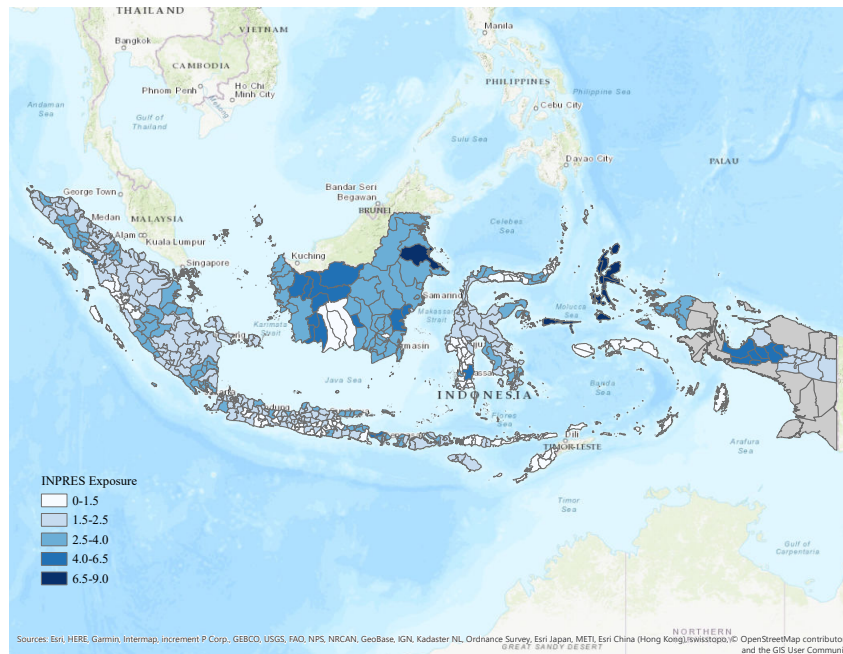 THAILAND
VIETNAM
Manila
Bangkok
CAMBODIA
Andaman
Sea
Phnom Penh
Ho Chi
Minh City
Mekong
PHILIPPINES
Philippine Sea
Gulf of
Thailand
Cebu City
Sulu Sea
Davao City
PALAU
George Town
Bandar Seri
Begawan
BRUNEI
Medan
MALAYSIA
Alam
Kuala Lumpur
Celebes
Sea
Kuching
Singapore
Samarind
Makassar
Strait
Molucca
Sea
Karimata
Strait
Java Sea
Banda
Sea
INDONESIA
Flores
Sea
Dili
TIMOR-LESTE
Arafura
Sea
INPRES Exposure
0-1.5
1.5-2.5
2.5-4.0
4.0-6.5
6.5-9.0
Timor
Sea
Gulf of
Carpentaria
NORTHERN
GREAT SANDY DESERT
Sources: Esri, HERE, Garmin, Intermap, increment P Corp., GEBCO, USGS, FAO, NPS, NRCAN, GeoBase, IGN, Kadaster NL, Ordnance Survey, Esri Japan, METI, Esri China (Hong Kong), swisstopo, © OpenStreetMap contributo
and the GIS User Communi